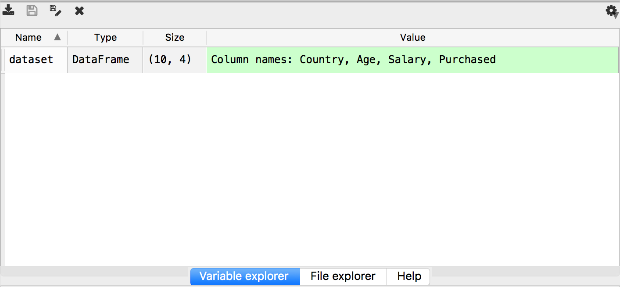 Name Type Size Value
dataset DataFrame (10, 4) Column names: Country, Age, Salary, Purchased
Variable explorer File explorer Help